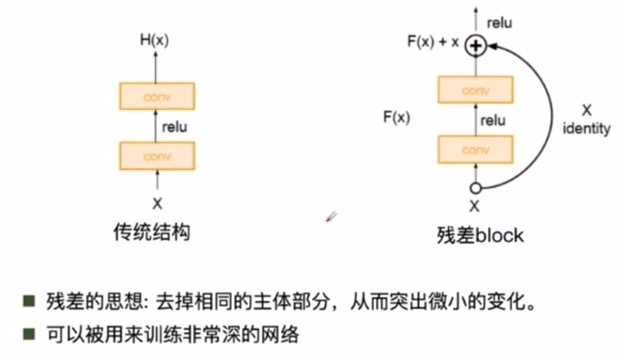 H(x)
conv
relu
conv
X
传统结构
relu
F(x) + x
conv
F(x)
relu
X
identity
conv
X
残差block
残差的思想: 去掉相同的主体部分，从而突出微小的变化。
可以被用来训练非常深的网络